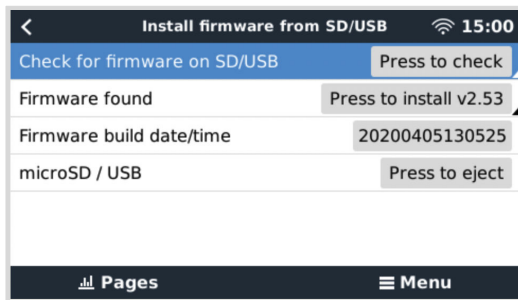 Install firmware from SD/USB 15:00
Check for firmware on SD/USB Press to check
Firmware found Press to install v2.53
Firmware build date/time 20200405130525
microSD / USB Press to eject
Pages Menu